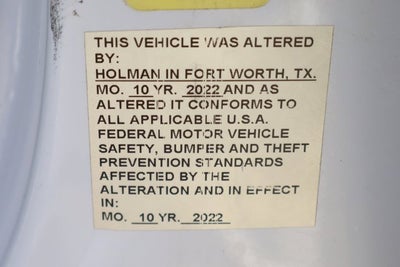 THIS VEHICLE WAS ALTERED
BY:
HOLMAN IN FORT WORTH, TX.
MO. 10 YR. 2022 AND AS
ALTERED IT CONFORMS TO
ALL APPLICABLE U.S.A.
FEDERAL MOTOR VEHICLE
SAFETY, BUMPER AND THEFT
PREVENTION STANDARDS
AFFECTED BY THE
ALTERATION AND IN EFFECT
IN:
MO. 10 YR. 2022